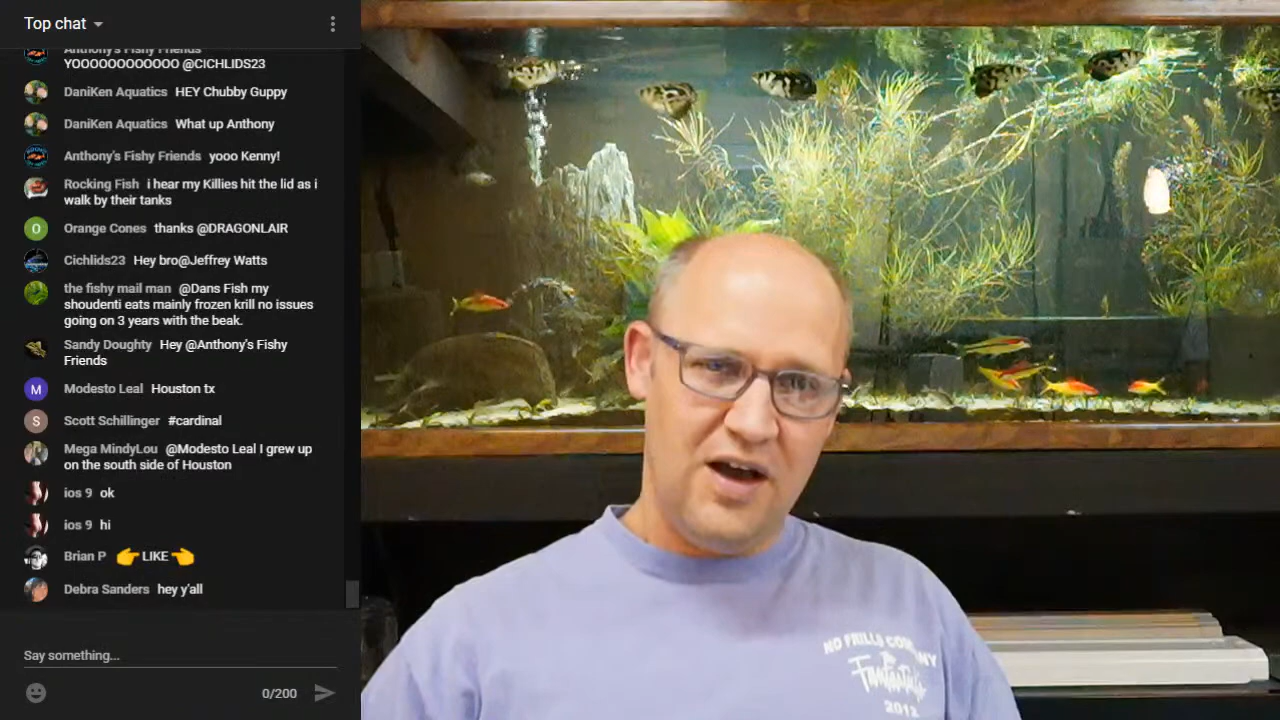 Top chat
Anthony's Fishy Friends
YOOOOOOOOOOOO @CICHLIDS23
DaniKen Aquatics HEY Chubby Guppy
DaniKen Aquatics What up Anthony
Anthony's Fishy Friends yooo Kenny!
Rocking Fish i hear my Killies hit the lid as i
walk by their tanks
O Orange Cones thanks @DRAGONLAIR
Cichlids23 Hey bro@Jeffrey Watts
the fishy mail man @Dans Fish my
shoudenti eats mainly frozen krill no issues
going on 3 years with the beak.
Sandy Doughty Hey @Anthony's Fishy
Friends
M Modesto Leal Houston tx
S Scott Schillinger #cardinal
Mega MindyLou @Modesto Leal I grew up
on the south side of Houston
ios 9 ok
ios 9 hi
Brian P 👉 LIKE 👈
Debra Sanders hey y'all
Say something...
0/200
NO FRILLS COMPANY
2012